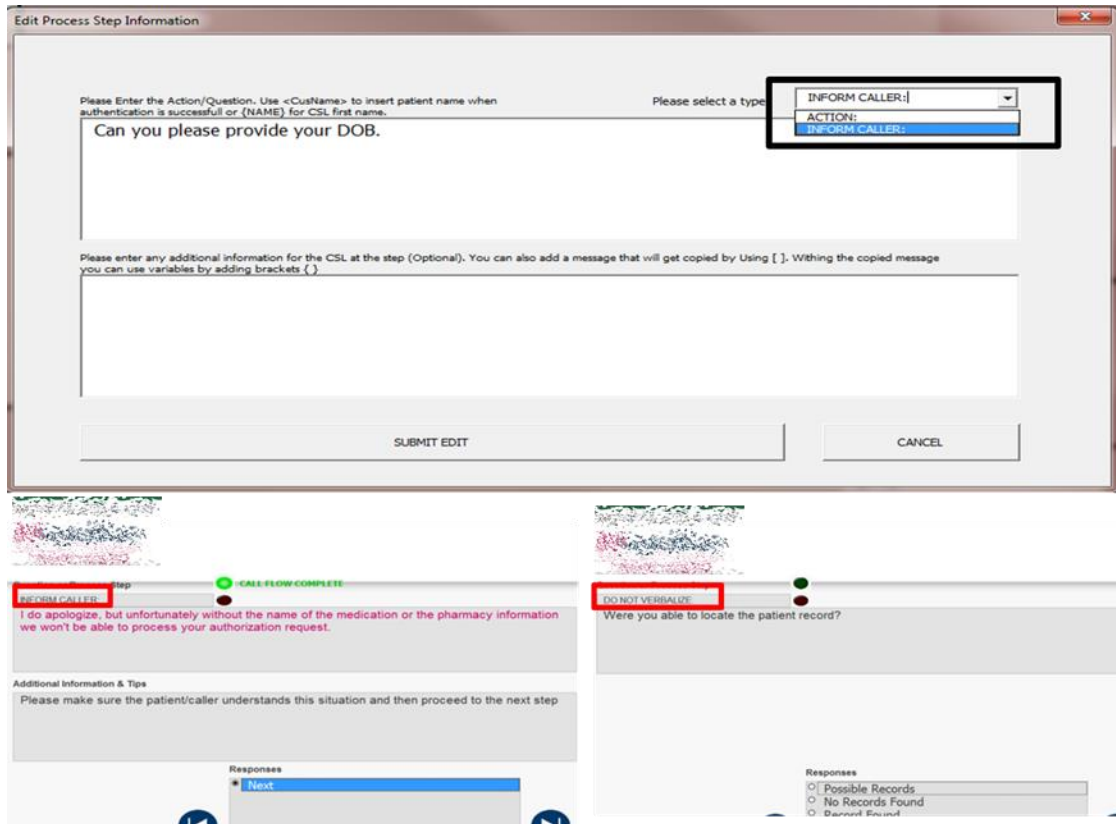 Edit Process Step Information
Please Enter the Action/Question. Use <CusName> to insert patient name when
authentication is successfull or {NAME} for CSL first name.
Please select a type
INFORM CALLER:
ACTION:
INFORM CALLER:
Can you please provide your DOB.
Please enter any additional information for the CSL at the step (Optional). You can also add a message that will get copied by Using [ ]. Withing the copied message
you can use variables by adding brackets { }
SUBMIT EDIT
CANCEL
Step
CALL FLOW COMPLETE
INFORM CALLER:
I do apologize, but unfortunately without the name of the medication or the pharmacy information
we won't be able to process your authorization request.
Additional Information & Tips
Please make sure the patient/caller understands this situation and then proceed to the next step
Responses
Next
DO NOT VERBALIZE
Were you able to locate the patient record?
Responses
Possible Records
No Records Found
Record Found